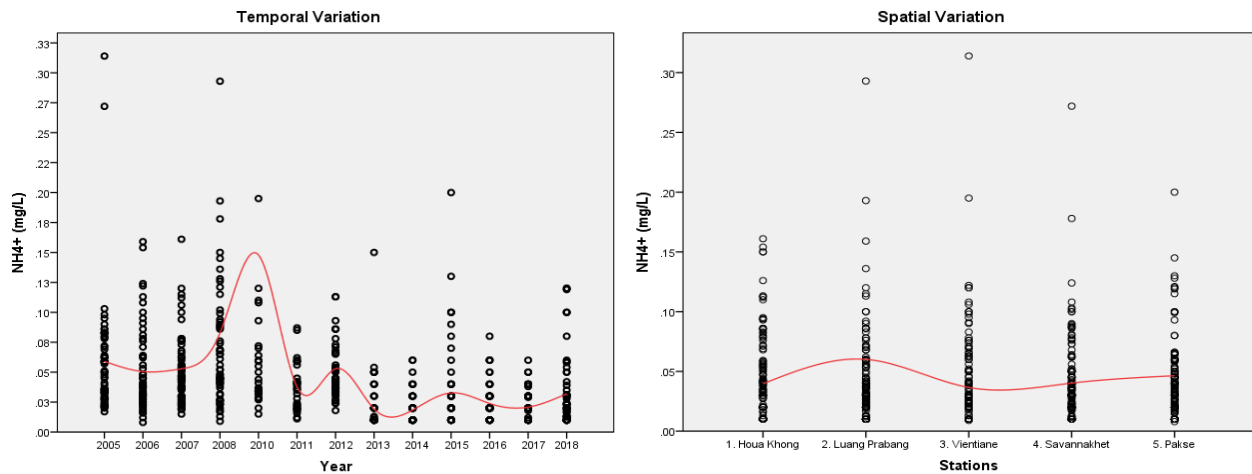 Temporal Variation
NH4+ (mg/L)
.33
.30
.27
.25
.22
.20
.18
.15
.13
.10
.08
.05
.03
.00
2005 2006 2007 2008 2010 2011 2012 2013 2014 2015 2016 2017 2018
Year
Spatial Variation
NH4+ (mg/L)
.30
.25
.20
.15
.10
.05
.00
1. Houa Khong 2. Luang Prabang 3. Vientiane 4. Savannakhet 5. Pakse
Stations